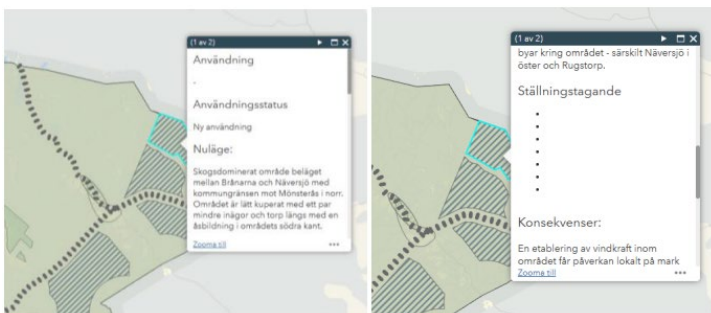 (1 av 2)
Användning
-
Användningsstatus
Ny användning
Nuläge:
Skogsdominerat område beläget
mellan Brånarna och Näversjö med
kommungränsen mot Mönsterås i norr.
Området är lätt kuperat med ett par
mindre inägor och torp längs med en
åsbildning i områdets södra kant.
Zooma till
(1 av 2)
byar kring området - särskilt Näversjö i
öster och Rugstorp.
Ställningstagande
•
•
•
•
•
•
•
Konsekvenser:
En etablering av vindkraft inom
området får påverkan lokalt på mark
Zooma till